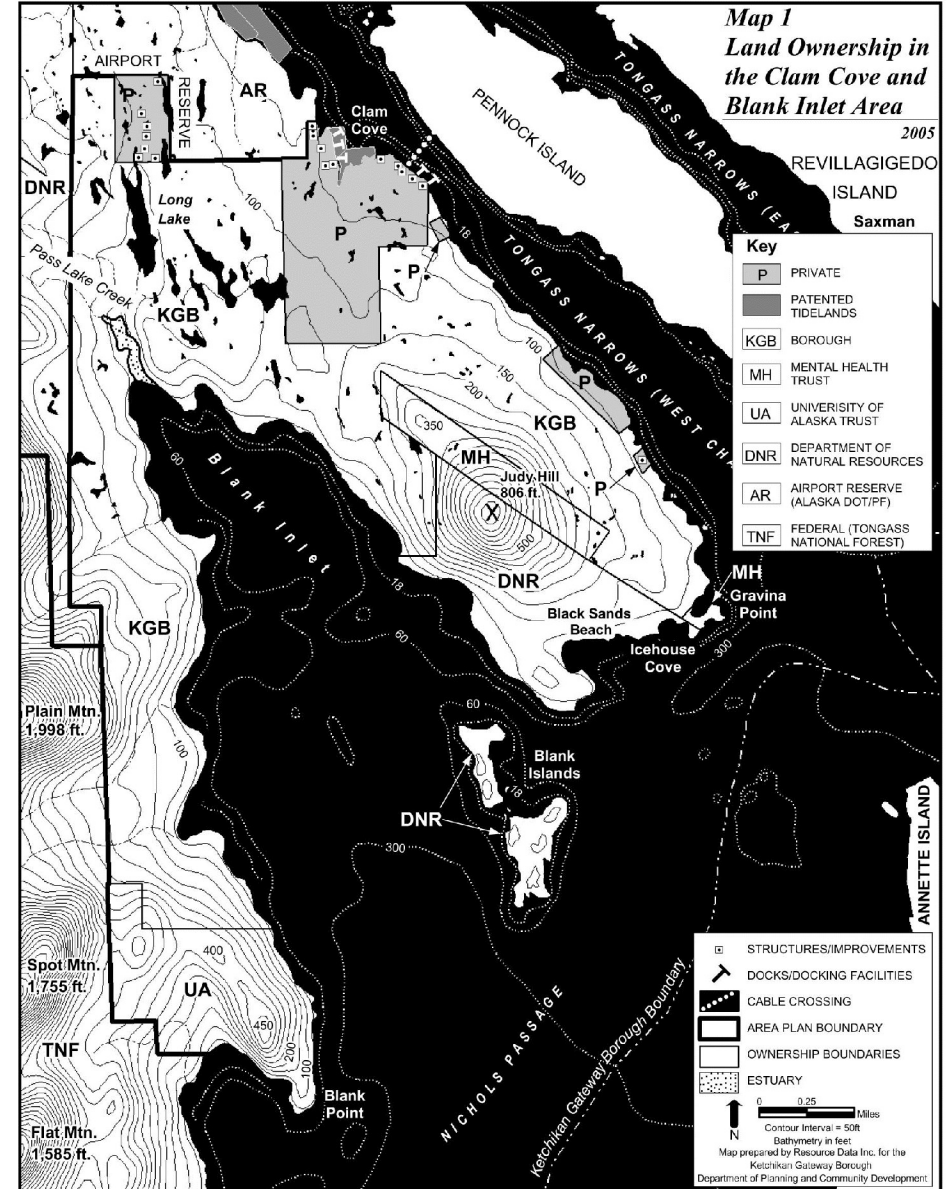 Map 1
Land Ownership in
the Clam Cove and
Blank Inlet Area
2005
AIRPORT
RESERVE
P
AR
Clam
Cove
PENNOCK ISLAND
TONGASS NARROWS (EA
REVILLAGIGEDO
ISLAND
Saxman
DNR
Long
Lake
100
P
18
P
TONGASS NARROWS (WEST CHA
Pass Lake Creek
KGB
Key
P PRIVATE
PATENTED
TIDELANDS
KGB BOROUGH
MH MENTAL HEALTH
TRUST
UA UNIVERISITY OF
ALASKA TRUST
DNR DEPARTMENT OF
NATURAL RESOURCES
AR AIRPORT RESERVE
(ALASKA DOT/PF)
TNF FEDERAL (TONGASS
NATIONAL FOREST)
100
150
200
P
350
KGB
60
Blank Inlet
MH
Judy Hill
806 ft.
X
P
500
18
DNR
MH
Gravina
Point
Black Sands
Beach
Icehouse
Cove
300
KGB
60
Plain Mtn.
1,998 ft.
100
60
Blank
Islands
18
DNR
300
ANNETTE ISLAND
400
Spot Mtn.
1,755 ft.
UA
450
200
100
TNF
Blank
Point
Flat Mtn.
1,585 ft.
NICHOLS PASSAGE
Ketchikan Gateway Borough Boundary
STRUCTURES/IMPROVEMENTS
DOCKS/DOCKING FACILITIES
CABLE CROSSING
AREA PLAN BOUNDARY
OWNERSHIP BOUNDARIES
ESTUARY
0 0.25
Miles
N
Contour Interval = 50ft
Bathymetry in feet
Map prepared by Resource Data Inc. for the
Ketchikan Gateway Borough
Department of Planning and Community Development